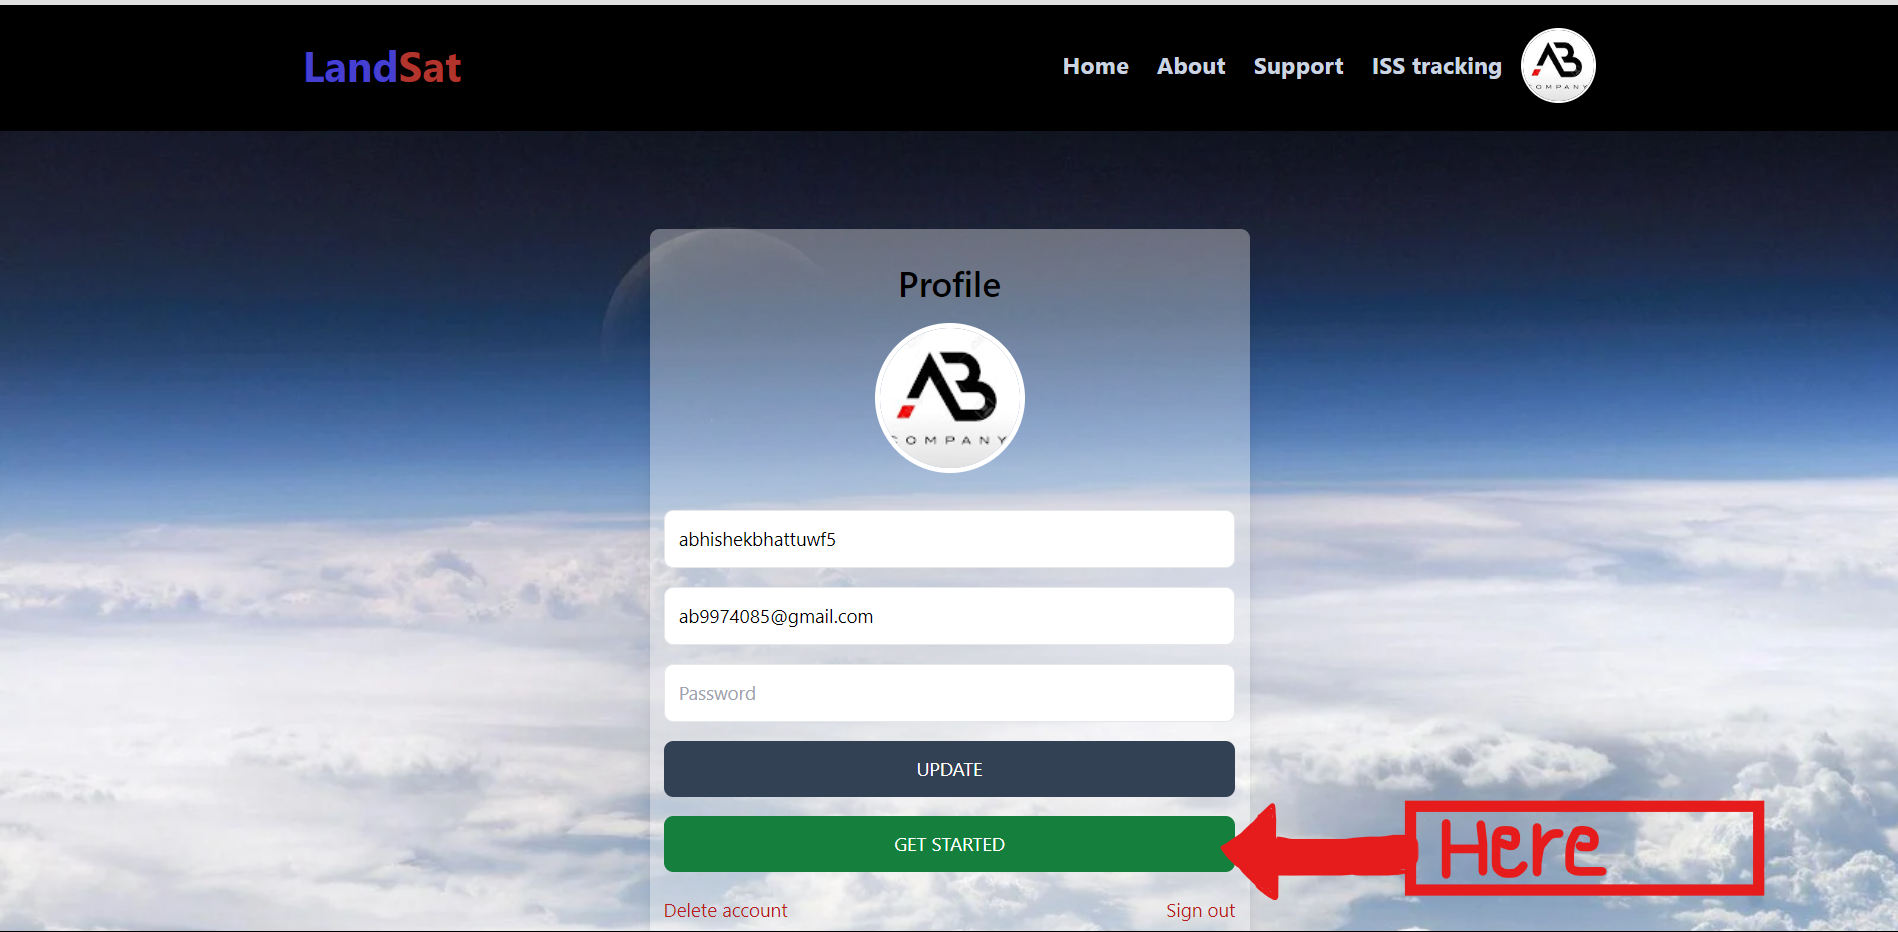 LandSat
Home About Support ISS tracking
AB
COMPANY
Profile
AB
COMPANY
abhishekbhattuwf5
ab9974085@gmail.com
Password
UPDATE
GET STARTED
Here
Delete account
Sign out